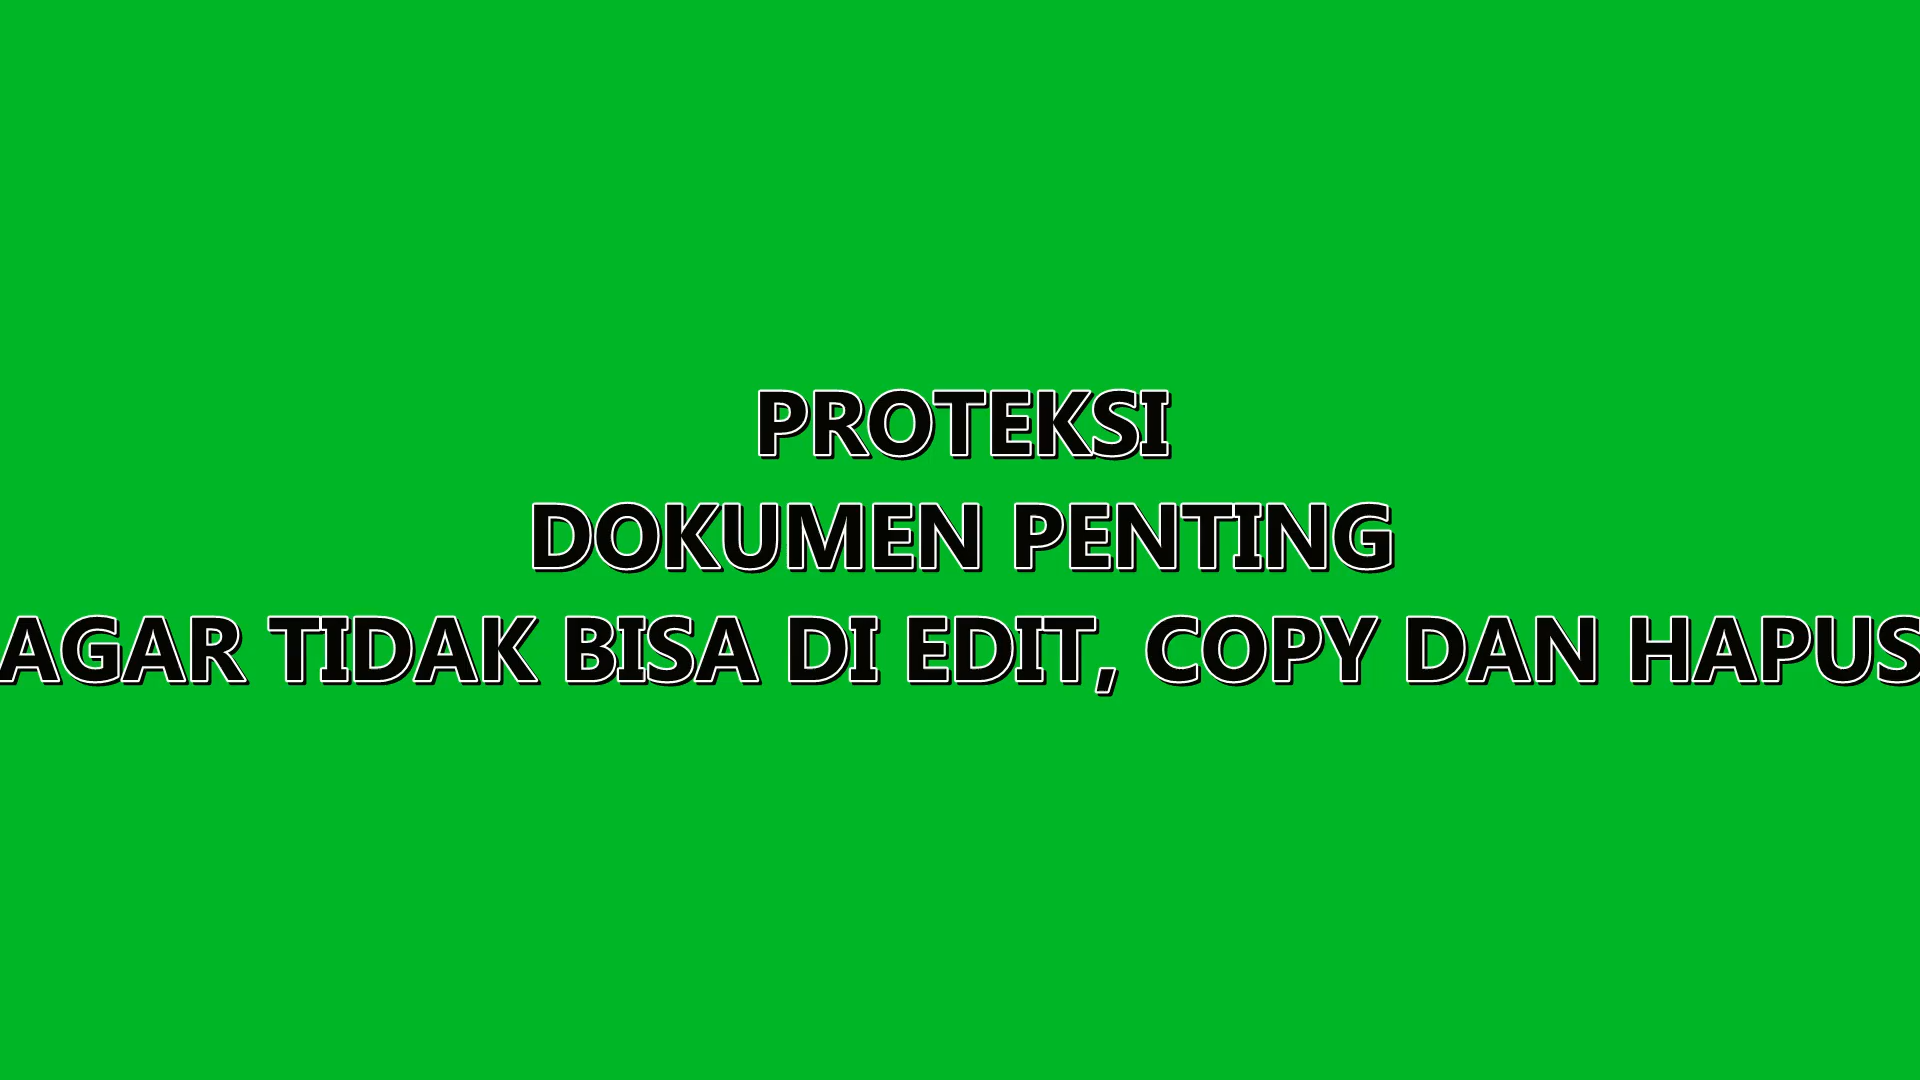 PROTEKSI
DOKUMEN PENTING
AGAR TIDAK BISA DI EDIT, COPY DAN HAPUS